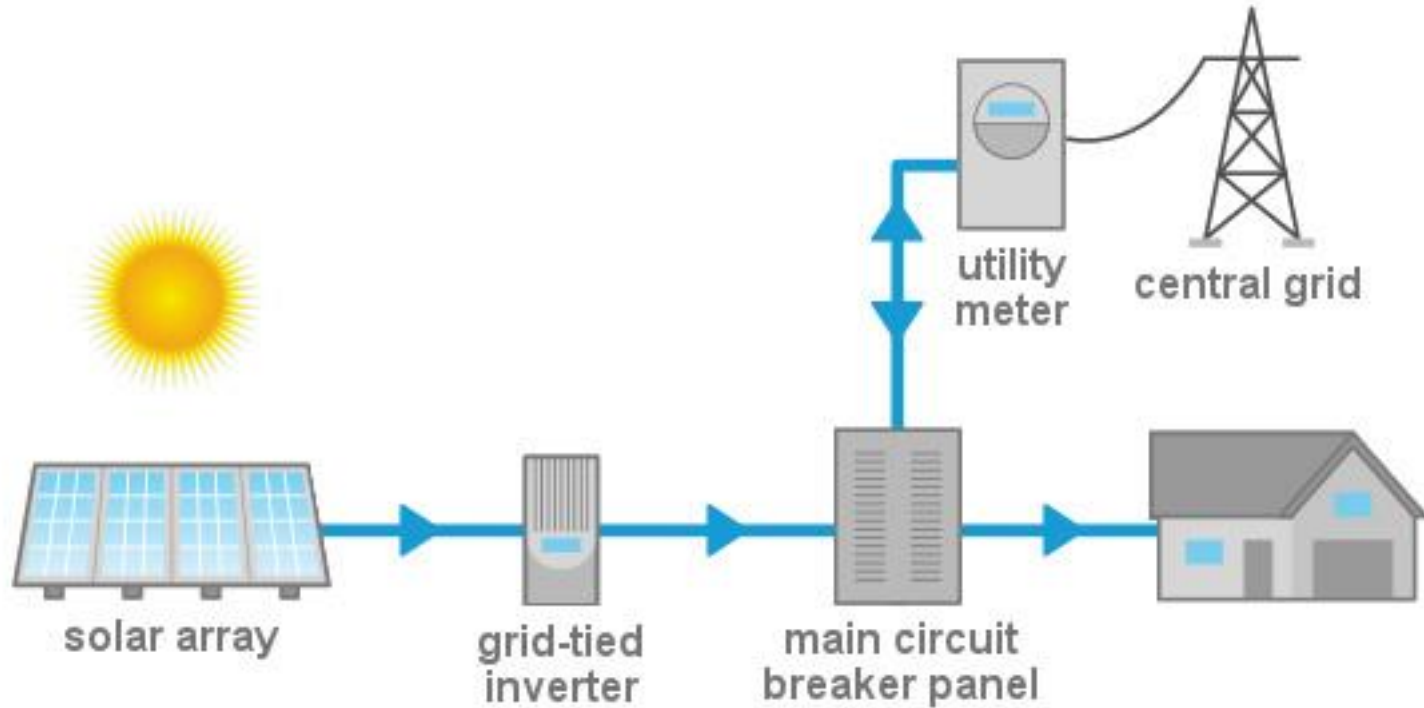 utility
meter
central grid
solar array
grid-tied
inverter
main circuit
breaker panel